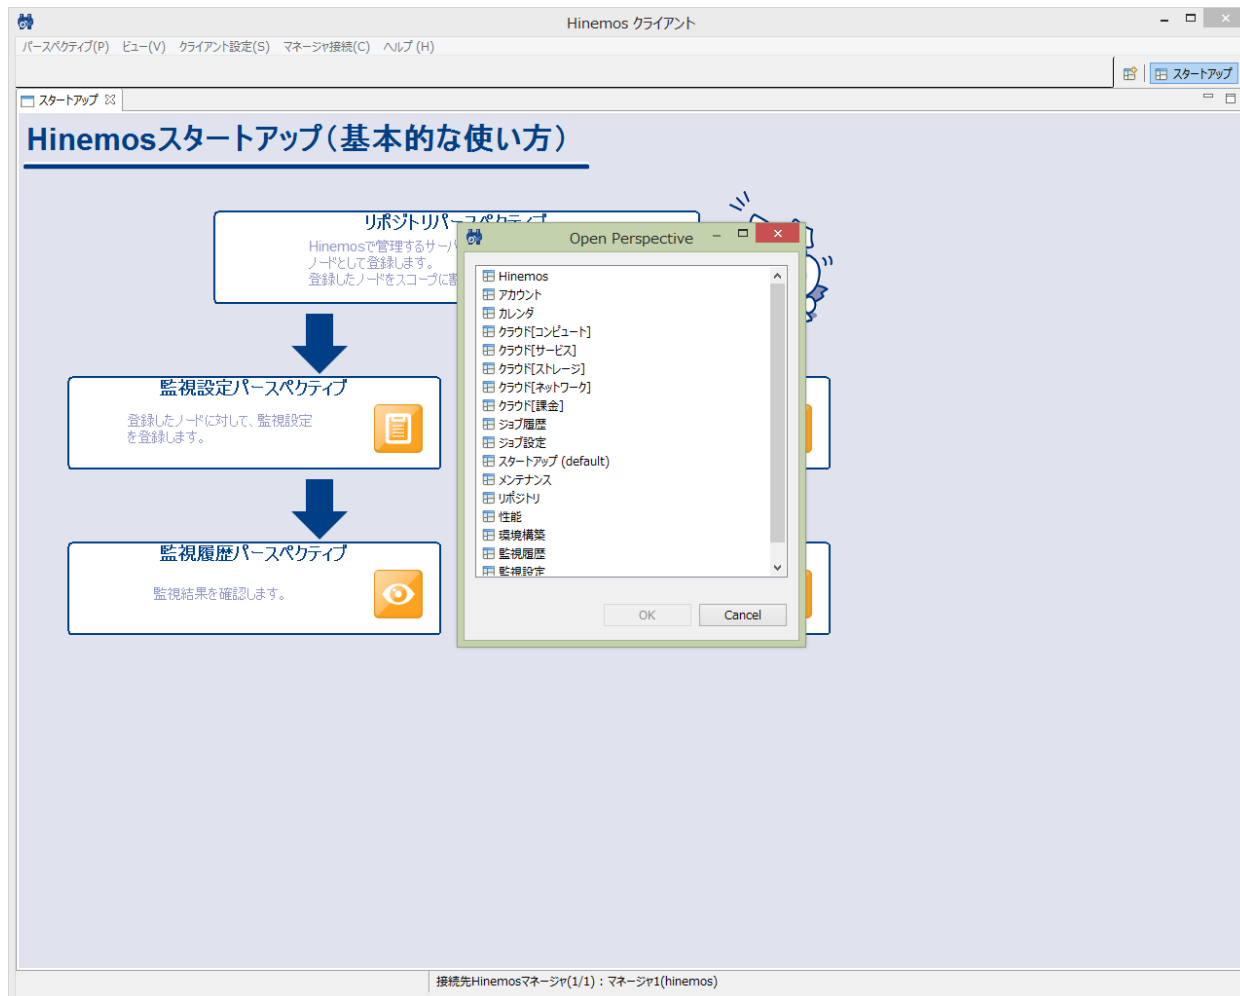 Hinemos クライアント
パースペクティブ(P) ビュー(V) クライアント設定(S) マネージャ接続(C) ヘルプ (H)
スタートアップ
スタートアップ
Hinemosスタートアップ(基本的な使い方)
リポジトリパースペクティブ
Hinemosで管理するサー
ノードとして登録します。
登録したノードをスコープに
監視設定パースペクティブ
登録したノードに対して、監視設定
を登録します。
監視履歴パースペクティブ
監視結果を確認します。
Open Perspective
Hinemos
アカウント
カレンダ
クラウド[コンピュート]
クラウド[サービス]
クラウド[ストレージ]
クラウド[ネットワーク]
クラウド[課金]
ジョブ履歴
ジョブ設定
スタートアップ (default)
メンテナンス
リポジトリ
性能
環境構築
監視履歴
監視設定
OK Cancel
接続先Hinemosマネージャ(1/1) : マネージャ1(hinemos)